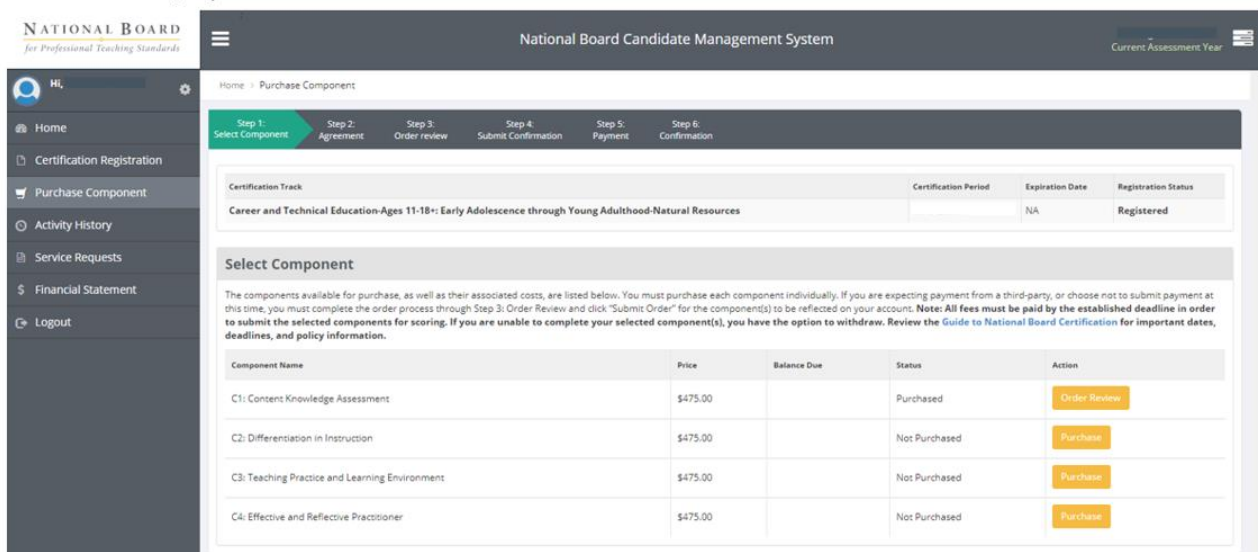 NATIONAL BOARD
for Professional Teaching Standards
National Board Candidate Management System
Current Assessment Year
Hi,
Home
Certification Registration
Purchase Component
Activity History
Service Requests
$ Financial Statement
Logout
Home > Purchase Component
Step 1: Select Component
Step 2: Agreement
Step 3: Order review
Step 4: Submit Confirmation
Step 5: Payment
Step 6: Confirmation
Certification Track Certification Period Expiration Date Registration Status
Career and Technical Education-Ages 11-18+: Early Adolescence through Young Adulthood-Natural Resources NA Registered
Select Component
The components available for purchase, as well as their associated costs, are listed below. You must purchase each component individually. If you are expecting payment from a third-party, or choose not to submit payment at
this time, you must complete the order process through Step 3: Order Review and click "Submit Order" for the component(s) to be reflected on your account. Note: All fees must be paid by the established deadline in order
to submit the selected components for scoring. If you are unable to complete your selected component(s), you have the option to withdraw. Review the Guide to National Board Certification for important dates,
deadlines, and policy information.
Component Name Price Balance Due Status Action
C1: Content Knowledge Assessment $475.00 Purchased Order Review
C2: Differentiation in Instruction $475.00 Not Purchased Purchase
C3: Teaching Practice and Learning Environment $475.00 Not Purchased Purchase
C4: Effective and Reflective Practitioner $475.00 Not Purchased Purchase